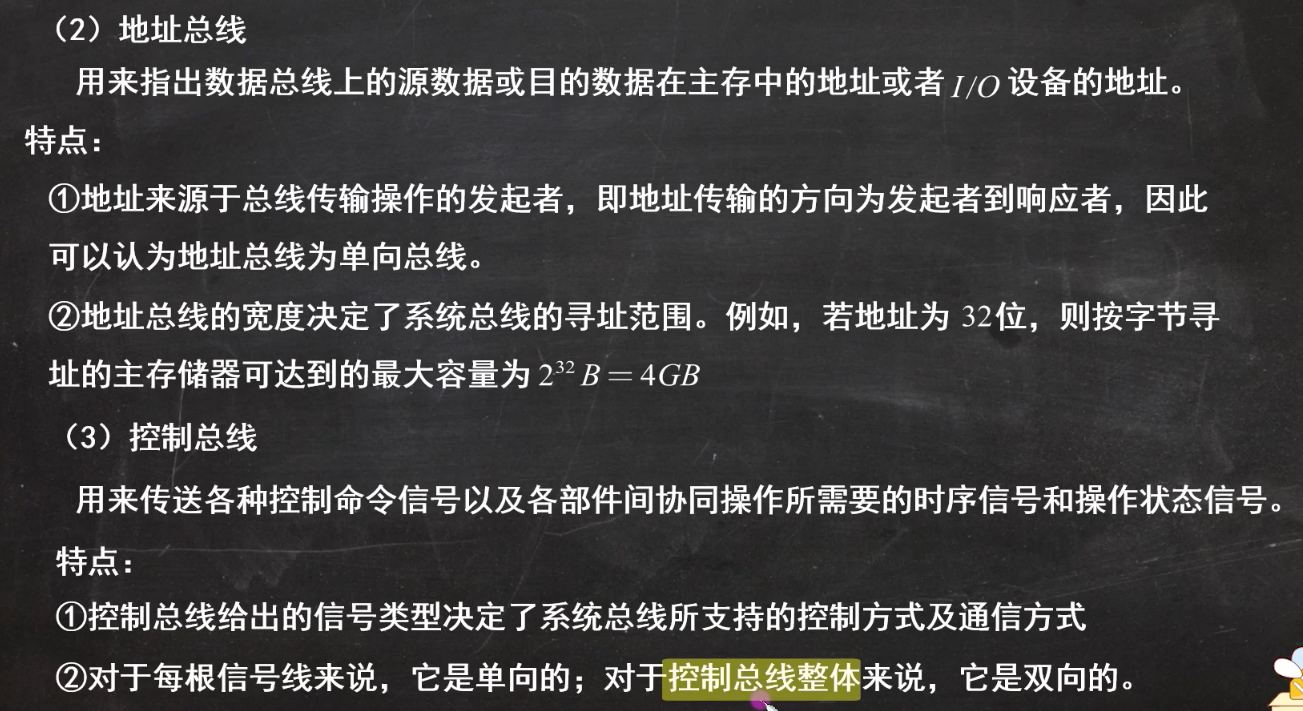 （2）地址总线
用来指出数据总线上的源数据或目的数据在主存中的地址或者 I/O 设备的地址。
特点：
①地址来源于总线传输操作的发起者，即地址传输的方向为发起者到响应者，因此
可以认为地址总线为单向总线。
②地址总线的宽度决定了系统总线的寻址范围。例如，若地址为 32位，则按字节寻
址的主存储器可达到的最大容量为 2³² B = 4GB
（3）控制总线
用来传送各种控制命令信号以及各部件间协同操作所需要的时序信号和操作状态信号。
特点：
①控制总线给出的信号类型决定了系统总线所支持的控制方式及通信方式
②对于每根信号线来说，它是单向的；对于控制总线整体来说，它是双向的。